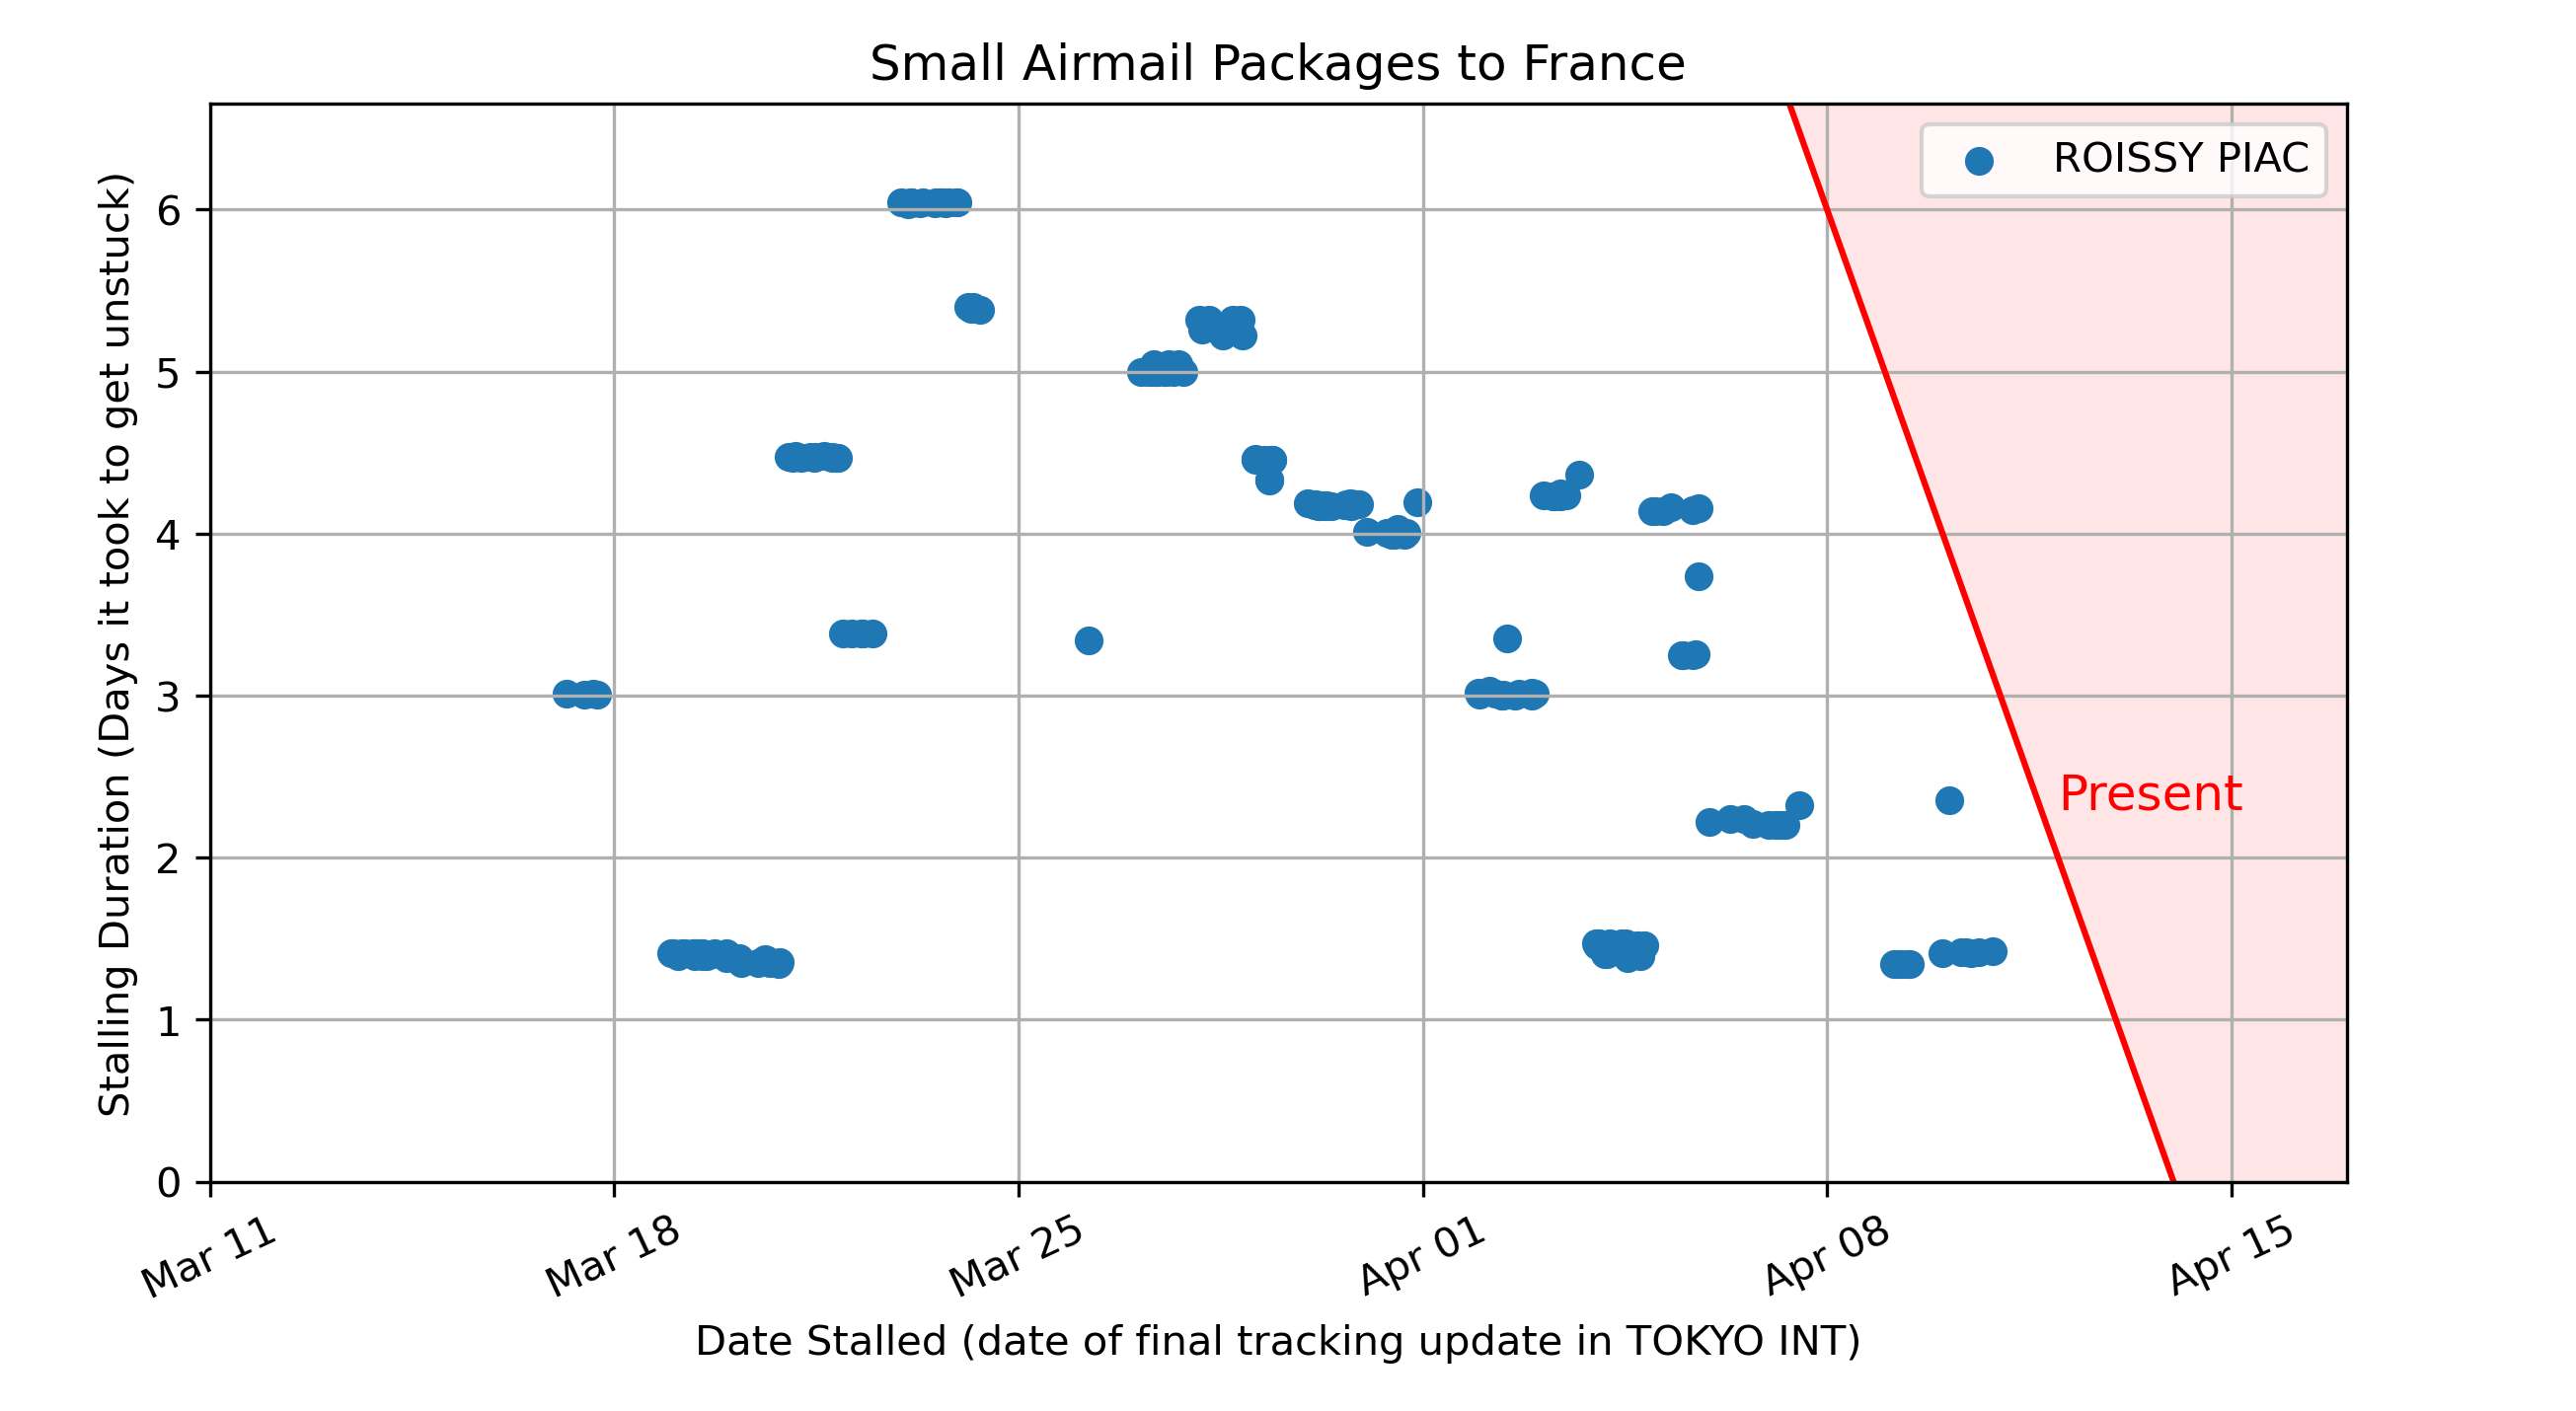 Small Airmail Packages to France
ROISSY PIAC
Stalling Duration (Days it took to get unstuck)
6
5
4
3
2
1
0
Present
Mar 11
Mar 18
Mar 25
Apr 01
Apr 08
Apr 15
Date Stalled (date of final tracking update in TOKYO INT)